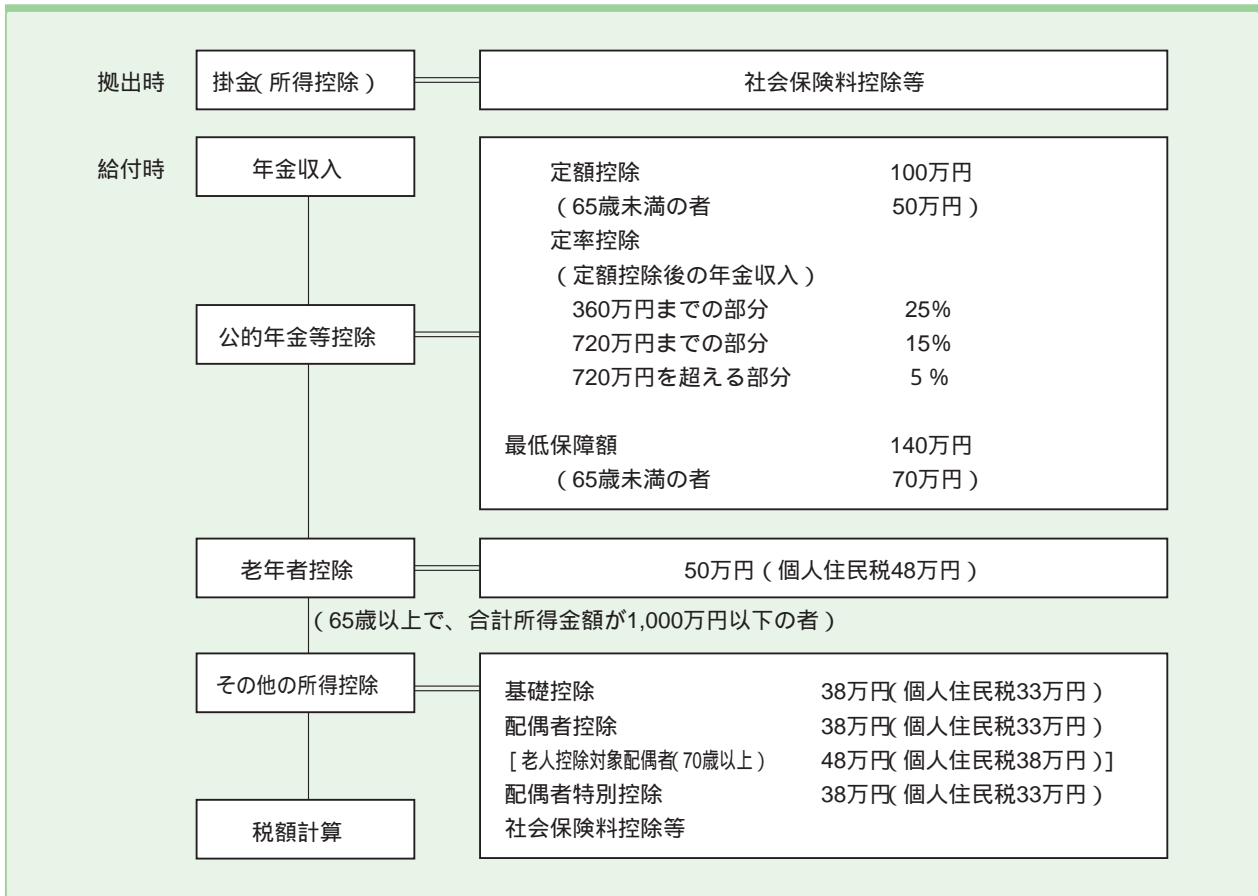 拠出時 掛金(所得控除) 社会保険料控除等
給付時 年金収入
定額控除 100万円
(65歳未満の者 50万円)
定率控除
(定額控除後の年金収入)
360万円までの部分 25%
公的年金等控除
720万円までの部分 15%
720万円を超える部分 5%
最低保障額 140万円
(65歳未満の者 70万円)
老年者控除 50万円(個人住民税48万円)
(65歳以上で、合計所得金額が1,000万円以下の者)
その他の所得控除
基礎控除 38万円(個人住民税33万円)
配偶者控除 38万円(個人住民税33万円)
[老人控除対象配偶者(70歳以上) 48万円(個人住民税38万円)]
配偶者特別控除 38万円(個人住民税33万円)
社会保険料控除等
税額計算